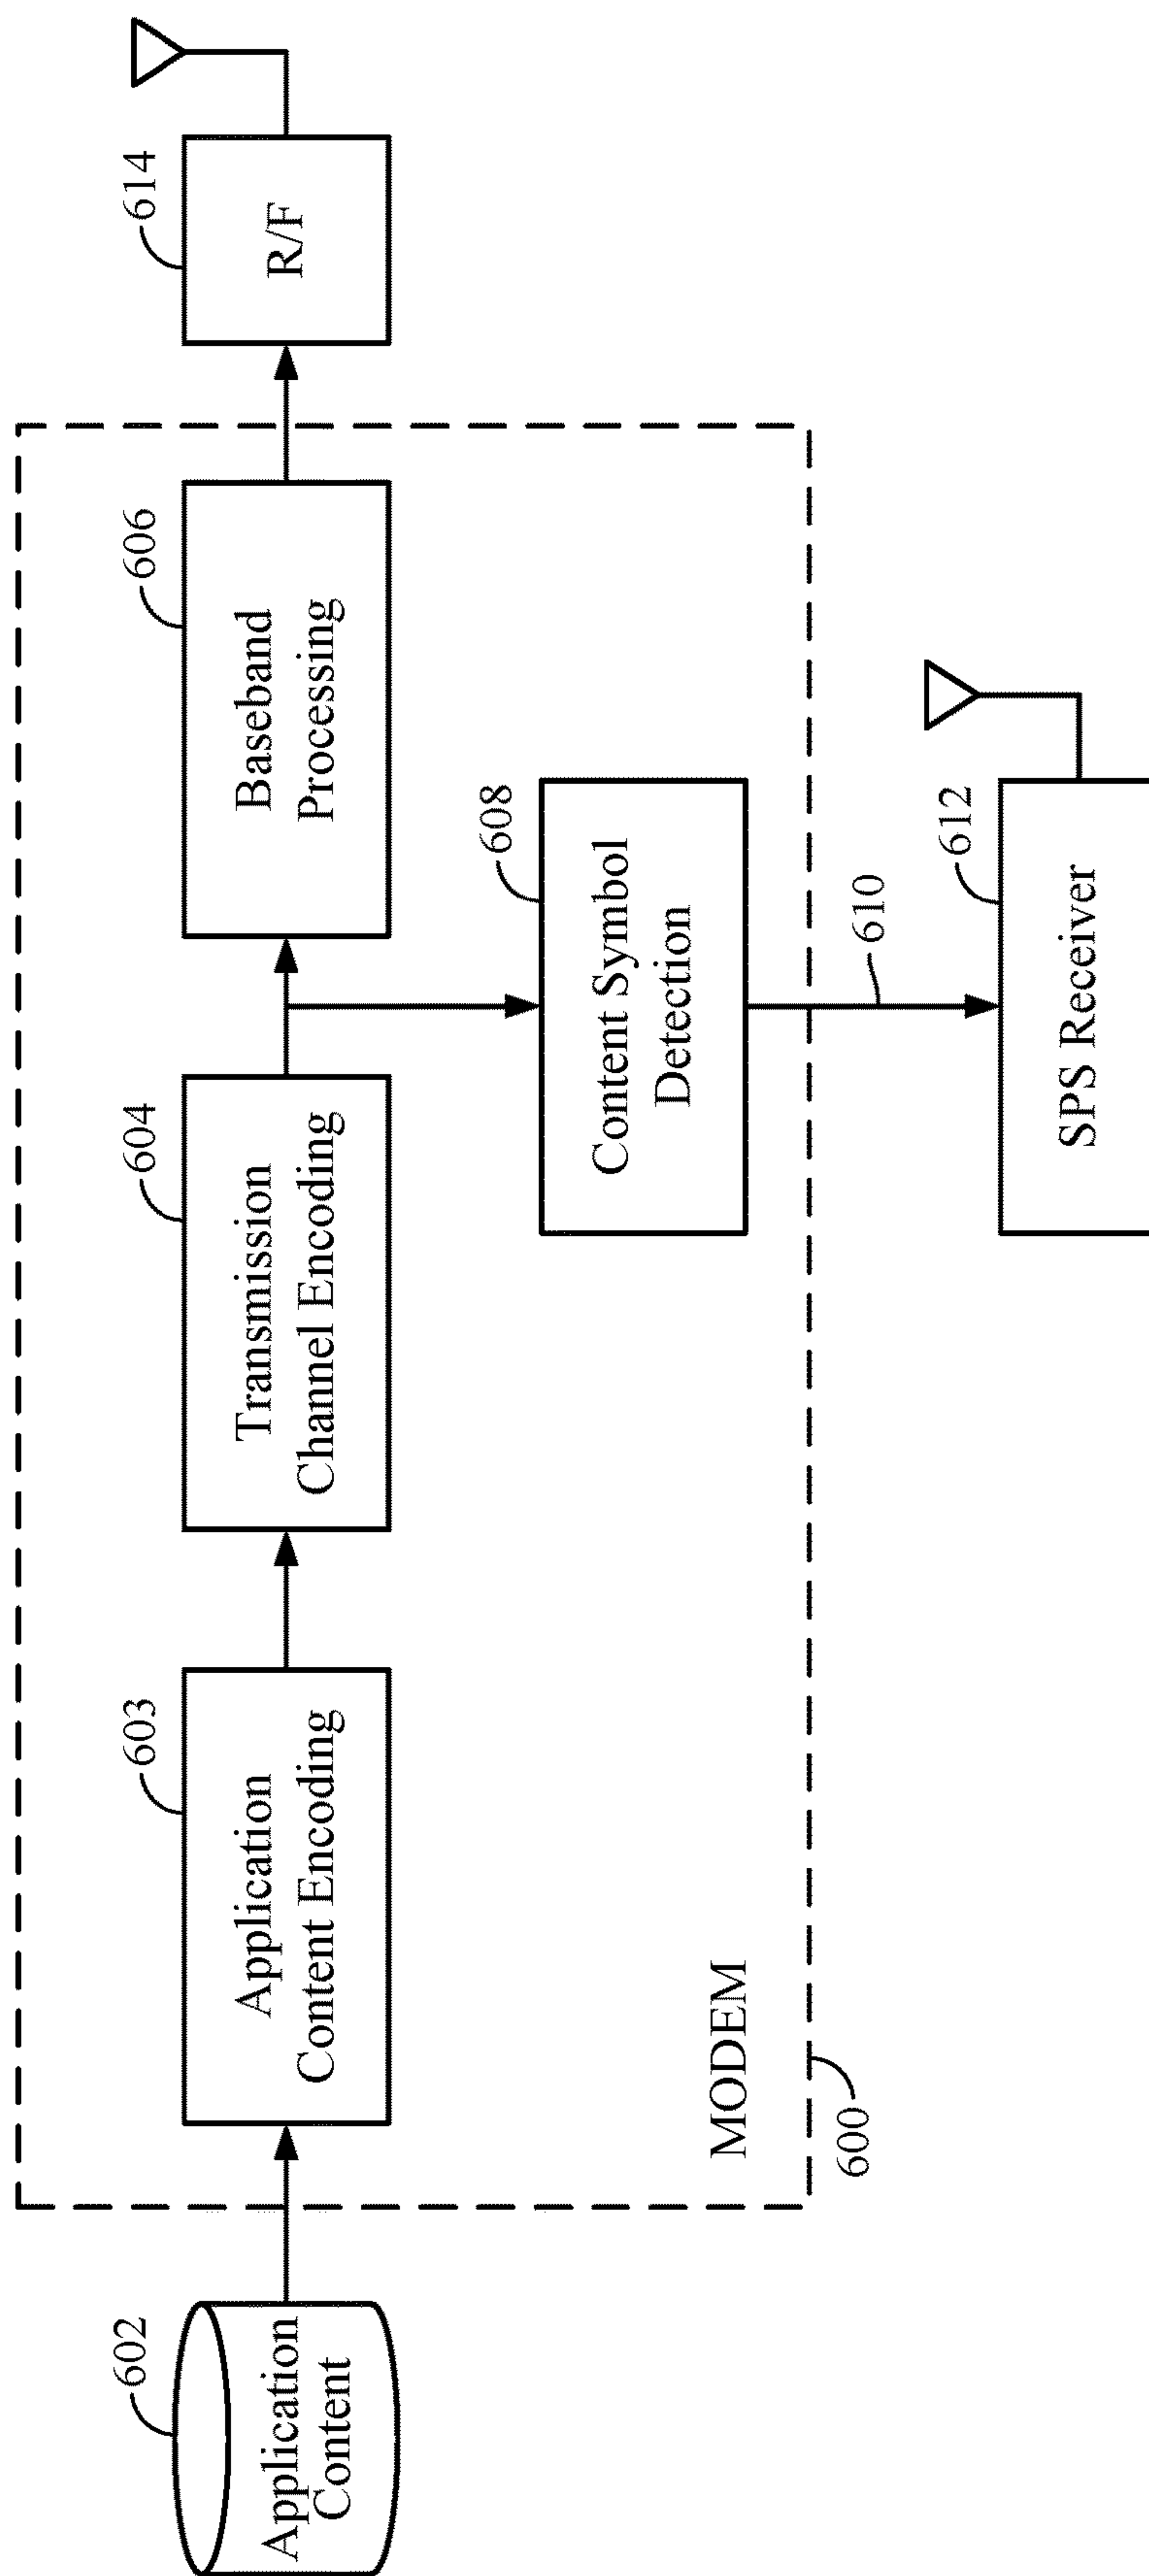 602
Application
Content
603
Application
Content Encoding
604
Transmission
Channel Encoding
606
Baseband
Processing
614
R/F
608
Content Symbol
Detection
MODEM
600
610
612
SPS Receiver